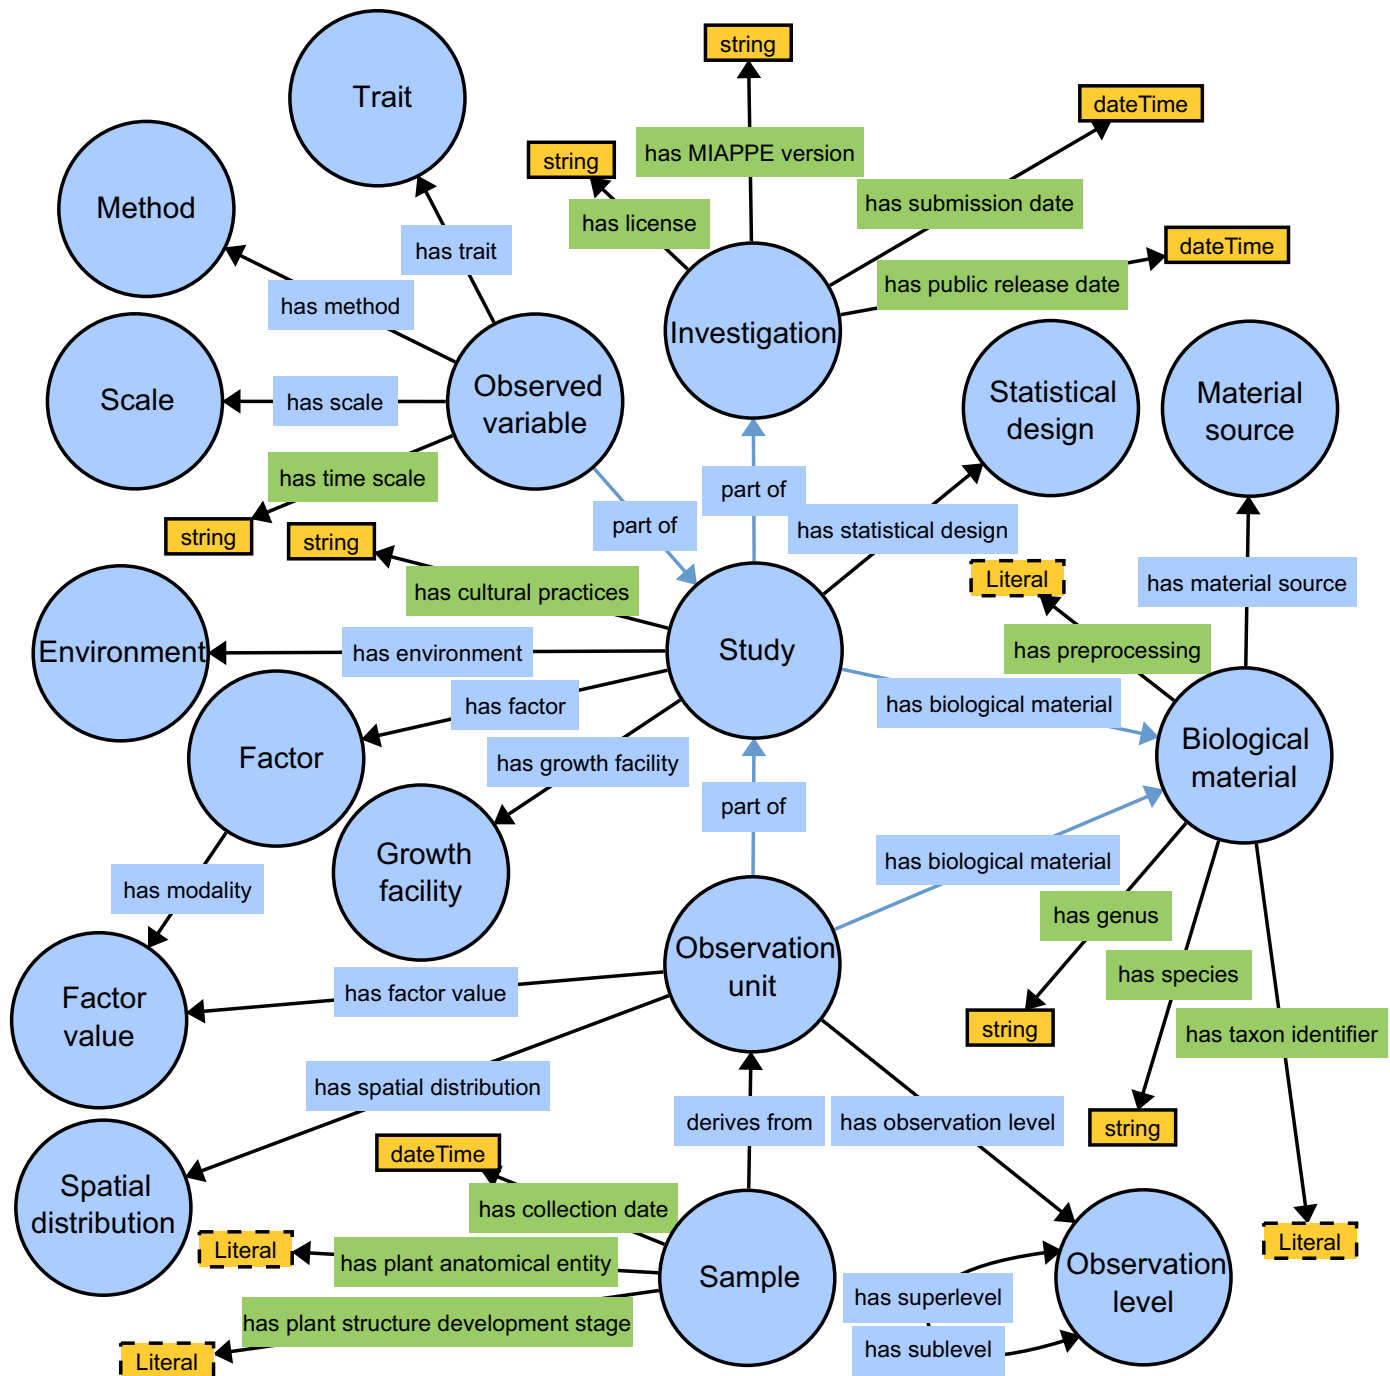 string
Trait
dateTime
has MIAPPE version
string
Method
has submission date
has license
has trait
dateTime
has public release date
has method
Investigation
Statistical
design
Material
source
Observed
variable
Scale
has scale
has time scale
part of
part of
has statistical design
string
string
has cultural practices
Literal
has material source
has preprocessing
Environment
has environment
Study
has factor
has biological material
Factor
has growth facility
Biological
material
part of
Growth
facility
has biological material
has modality
has genus
Observation
unit
has species
Factor
value
has factor value
string
has taxon identifier
has spatial distribution
derives from
has observation level
string
dateTime
Spatial
distribution
has collection date
Literal
has plant anatomical entity
Literal
Sample
Observation
level
has superlevel
has plant structure development stage
has sublevel
Literal